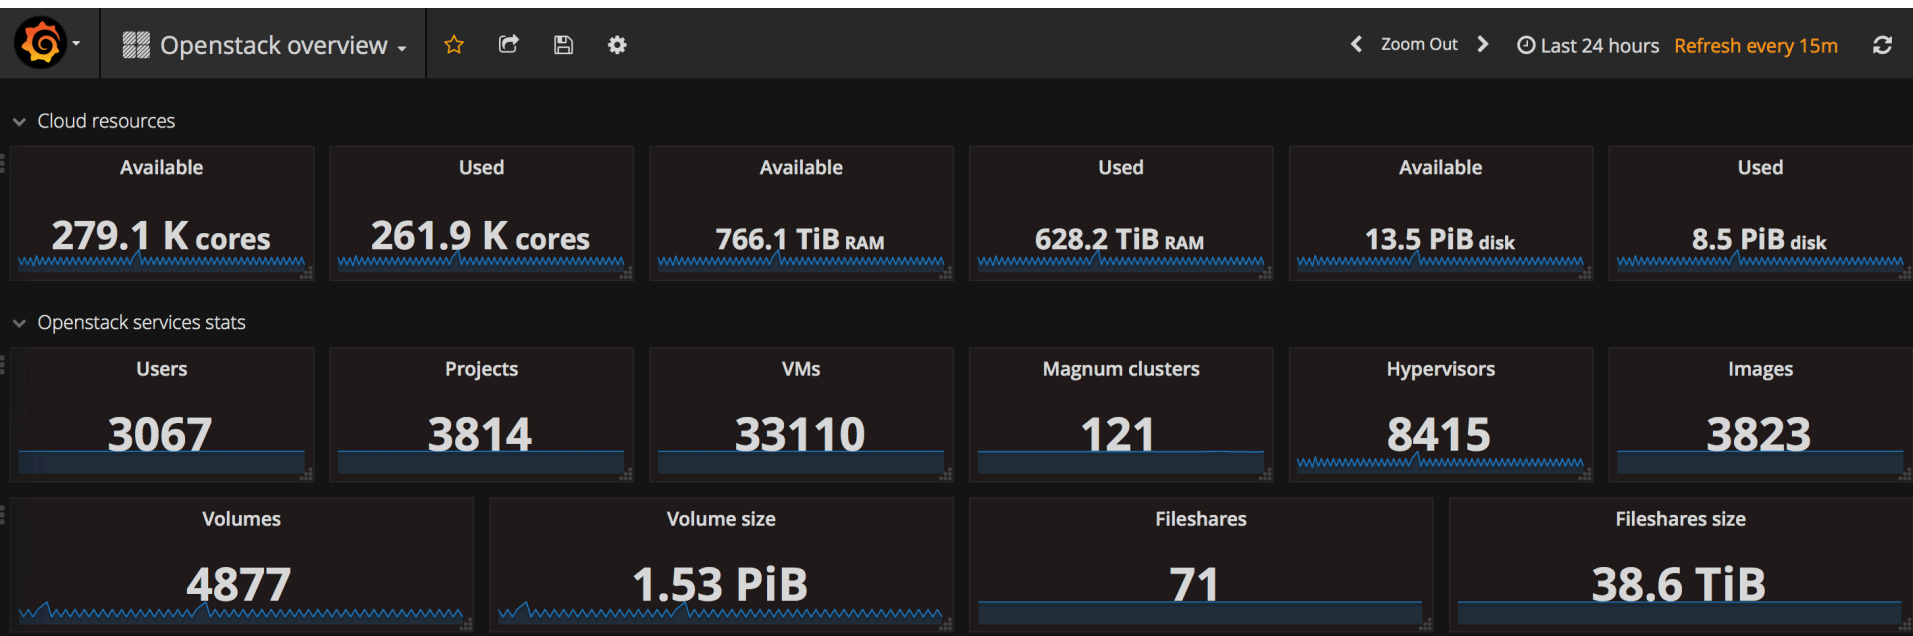 Openstack overview
Zoom Out
Last 24 hours
Refresh every 15m
Cloud resources
Available
Used
Available
Used
Available
Used
279.1 K cores
261.9 K cores
766.1 TiB RAM
628.2 TiB RAM
13.5 PiB disk
8.5 PiB disk
Openstack services stats
Users
Projects
VMs
Magnum clusters
Hypervisors
Images
3067
3814
33110
121
8415
3823
Volumes
Volume size
Fileshares
Fileshares size
4877
1.53 PiB
71
38.6 TiB